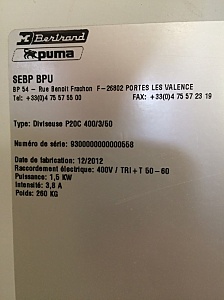 Bertrand
puma
SEBP BPU
BP 54 - Rue Benoit Frachon F-26802 PORTES LES VALENCE
Tel: +33(0)4 75 57 55 00 FAX: +33(0)4 75 57 23 19
Type: Diviseuse P20C 400/3/50
Numéro de série: 9300000000000558
Date de fabrication: 12/2012
Raccordement électrique: 400V / TRI+T 50-60
Puissance: 1,5 KW
Intensité: 3,8 A
Poids: 260 KG